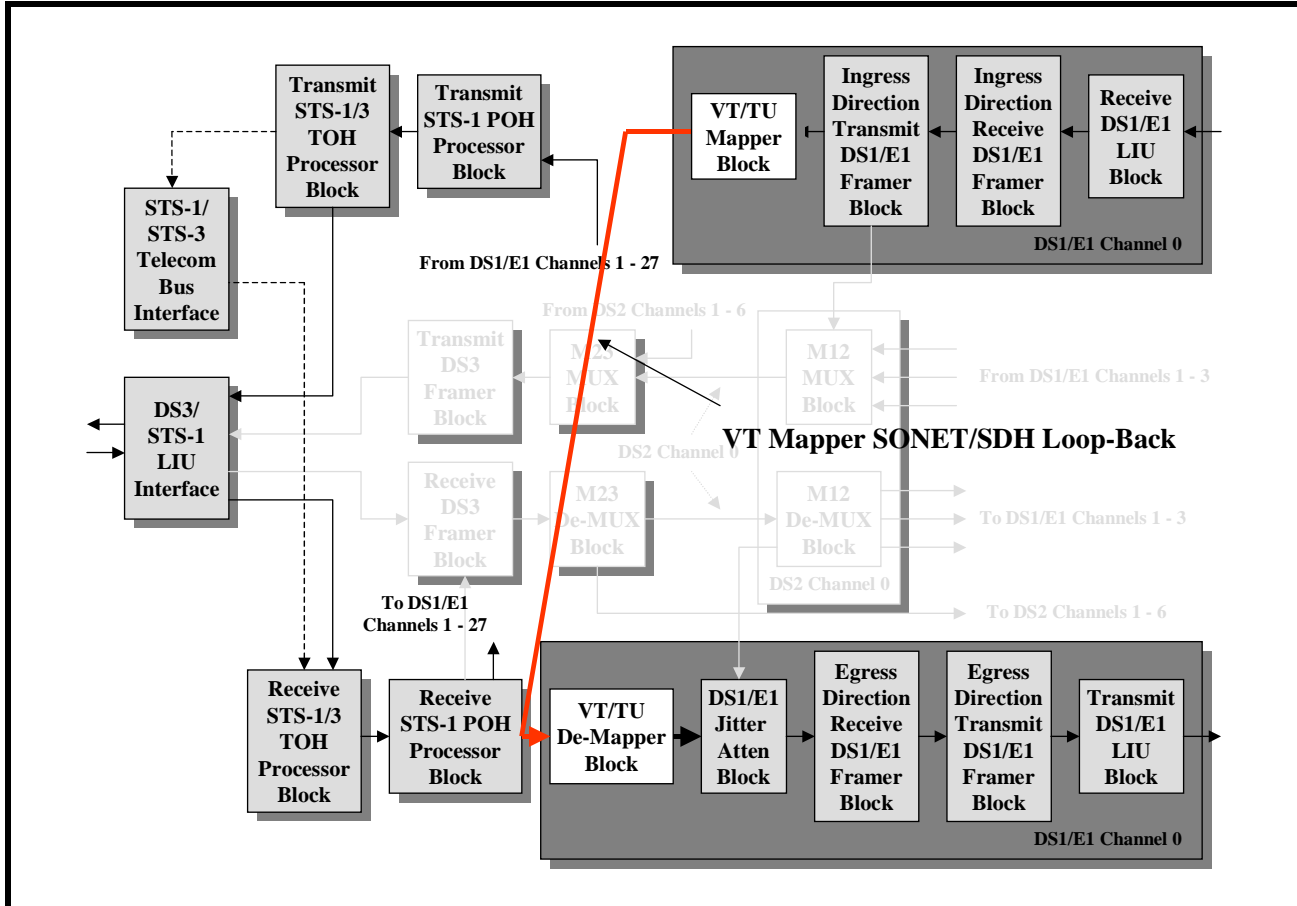 Transmit
STS-1/3
TOH
Processor
Block
Transmit
STS-1 POH
Processor
Block
VT/TU
Mapper
Block
Ingress
Direction
Transmit
DS1/E1
Framer
Block
Ingress
Direction
Receive
DS1/E1
Framer
Block
Receive
DS1/E1
LIU
Block
DS1/E1 Channel 0
STS-1/
STS-3
Telecom
Bus
Interface
From DS1/E1 Channels 1 - 27
From DS2 Channels 1 - 6
Transmit
DS3
Framer
Block
M23
MUX
Block
M12
MUX
Block
From DS1/E1 Channels 1 - 3
DS3/
STS-1
LIU
Interface
VT Mapper SONET/SDH Loop-Back
DS2 Channel 0
Receive
DS3
Framer
Block
M23
De-MUX
Block
M12
De-MUX
Block
To DS1/E1 Channels 1 - 3
DS2 Channel 0
To DS1/E1
Channels 1 - 27
To DS2 Channels 1 - 6
Receive
STS-1/3
TOH
Processor
Block
Receive
STS-1 POH
Processor
Block
VT/TU
De-Mapper
Block
DS1/E1
Jitter
Atten
Block
Egress
Direction
Receive
DS1/E1
Framer
Block
Egress
Direction
Transmit
DS1/E1
Framer
Block
Transmit
DS1/E1
LIU
Block
DS1/E1 Channel 0